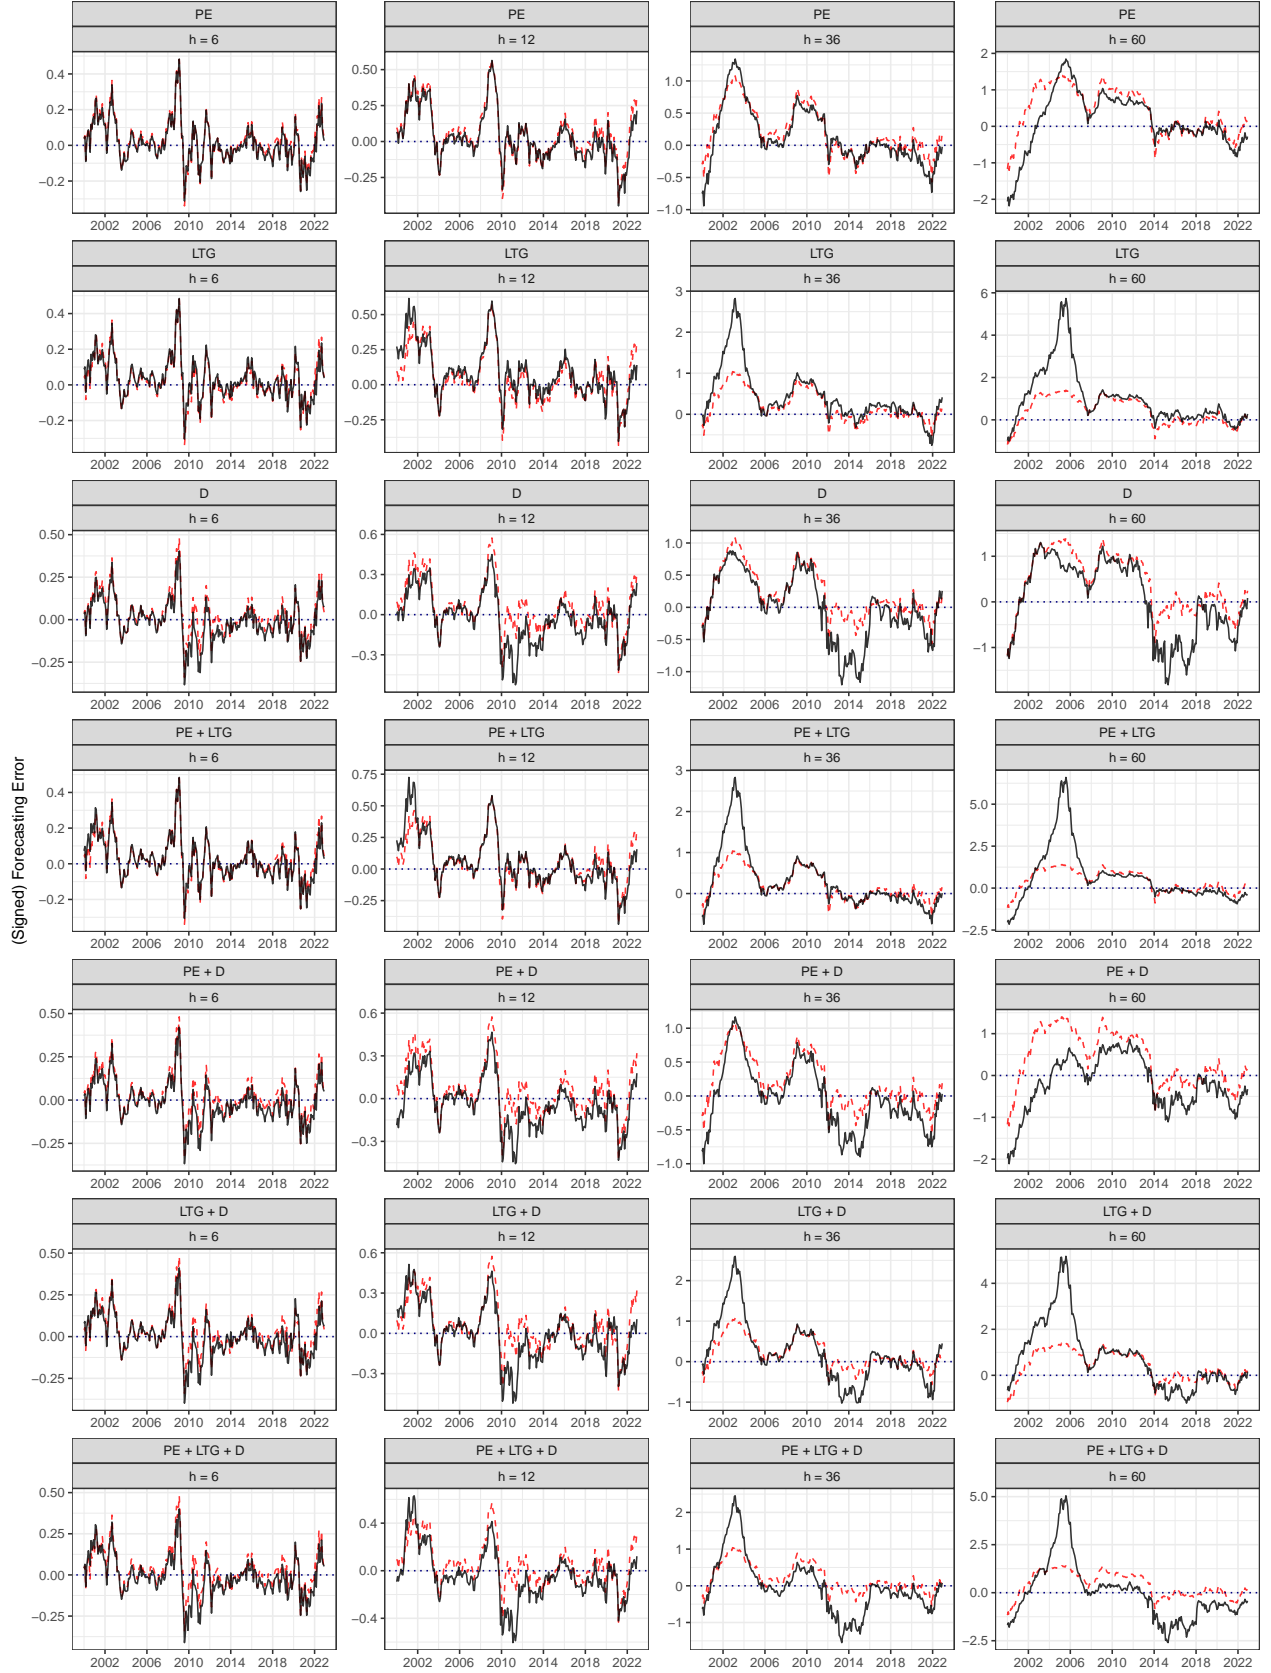 PE PE PE PE
h = 6 h = 12 h = 36 h = 60
0.4 0.50 1.0 2
0.2 0.25 0.5 1
0.0 0.00 0.0 0
−0.2 −0.25 −0.5 −1
−1.0 −2
2002 2006 2010 2014 2018 2022 2002 2006 2010 2014 2018 2022 2002 2006 2010 2014 2018 2022 2002 2006 2010 2014 2018 2022
LTG LTG LTG LTG
h = 6 h = 12 h = 36 h = 60
0.4 0.50 3 6
0.2 0.25 2 4
0.0 0.00 1 2
−0.2 −0.25 0 0
2002 2006 2010 2014 2018 2022 2002 2006 2010 2014 2018 2022 2002 2006 2010 2014 2018 2022 2002 2006 2010 2014 2018 2022
D D D D
h = 6 h = 12 h = 36 h = 60
0.50 0.6 1.0 1
0.25 0.3 0.5 0
0.00 0.0 0.0 −1
−0.25 −0.3 −0.5
−1.0
2002 2006 2010 2014 2018 2022 2002 2006 2010 2014 2018 2022 2002 2006 2010 2014 2018 2022 2002 2006 2010 2014 2018 2022
(Signed) Forecasting Error
PE + LTG PE + LTG PE + LTG PE + LTG
h = 6 h = 12 h = 36 h = 60
0.4 0.75 3 5.0
0.2 0.50 2 2.5
0.0 0.25 1 0.0
−0.2 0.00 0 −2.5
−0.25
2002 2006 2010 2014 2018 2022 2002 2006 2010 2014 2018 2022 2002 2006 2010 2014 2018 2022 2002 2006 2010 2014 2018 2022
PE + D PE + D PE + D PE + D
h = 6 h = 12 h = 36 h = 60
0.50 0.6 1.0 1
0.25 0.3 0.5 0
0.00 0.0 0.0 −1
−0.25 −0.3 −0.5 −2
−1.0
2002 2006 2010 2014 2018 2022 2002 2006 2010 2014 2018 2022 2002 2006 2010 2014 2018 2022 2002 2006 2010 2014 2018 2022
LTG + D LTG + D LTG + D LTG + D
h = 6 h = 12 h = 36 h = 60
0.50 0.6 2 4
0.25 0.3 1 2
0.00 0.0 0 0
−0.25 −0.3 −1
2002 2006 2010 2014 2018 2022 2002 2006 2010 2014 2018 2022 2002 2006 2010 2014 2018 2022 2002 2006 2010 2014 2018 2022
PE + LTG + D PE + LTG + D PE + LTG + D PE + LTG + D
h = 6 h = 12 h = 36 h = 60
0.50 0.4 2 5.0
0.25 0.0 1 2.5
0.00 −0.4 0 0.0
−0.25 −1 −2.5
2002 2006 2010 2014 2018 2022 2002 2006 2010 2014 2018 2022 2002 2006 2010 2014 2018 2022 2002 2006 2010 2014 2018 2022